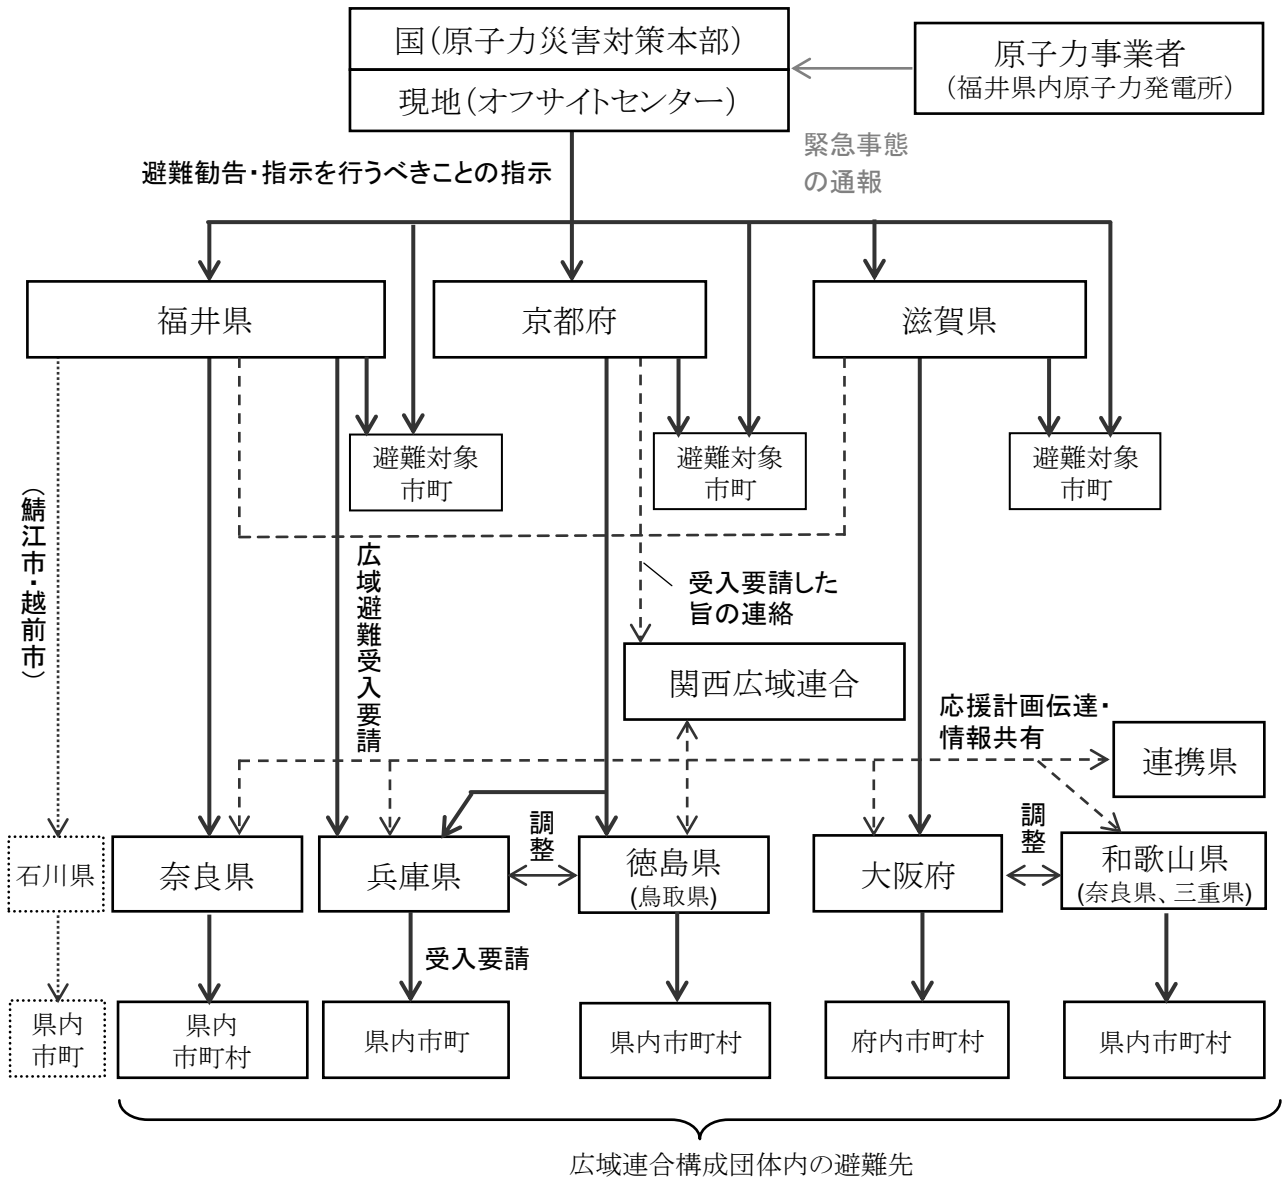 国（原子力災害対策本部）
現地（オフサイトセンター）
原子力事業者
（福井県内原子力発電所）
緊急事態
の通報
避難勧告・指示を行うべきことの指示
福井県
京都府
滋賀県
避難対象
市町
避難対象
市町
避難対象
市町
（鯖江市・越前市）
広域避難受入要請
受入要請した
旨の連絡
関西広域連合
応援計画伝達・
情報共有
連携県
調整
調整
石川県
奈良県
兵庫県
徳島県
(鳥取県)
大阪府
和歌山県
(奈良県、三重県)
受入要請
県内
市町
県内
市町村
県内市町
県内市町村
府内市町村
県内市町村
広域連合構成団体内の避難先